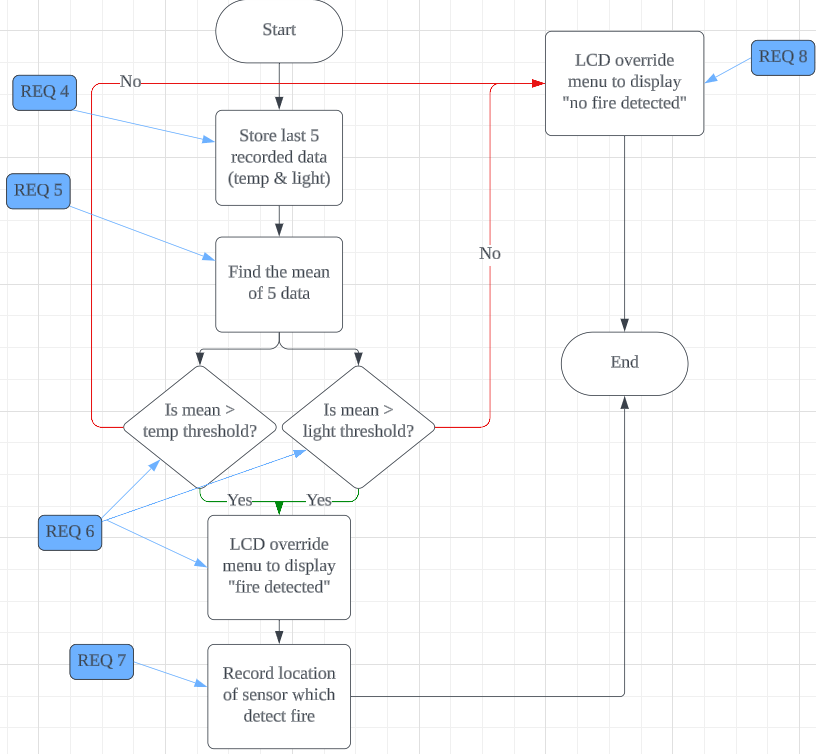 Start
LCD override
menu to display
"no fire detected"
REQ 8
No
REQ 4
Store last 5
recorded data
(temp & light)
REQ 5
Find the mean
of 5 data
No
End
Is mean >
temp threshold?
Is mean >
light threshold?
Yes
Yes
REQ 6
LCD override
menu to display
"fire detected"
REQ 7
Record location
of sensor which
detect fire